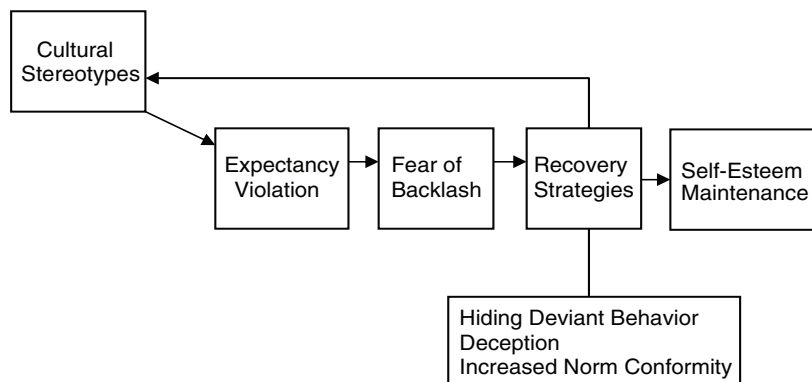 Cultural
Stereotypes
Expectancy
Violation
Fear of
Backlash
Recovery
Strategies
Self-Esteem
Maintenance
Hiding Deviant Behavior
Deception
Increased Norm Conformity